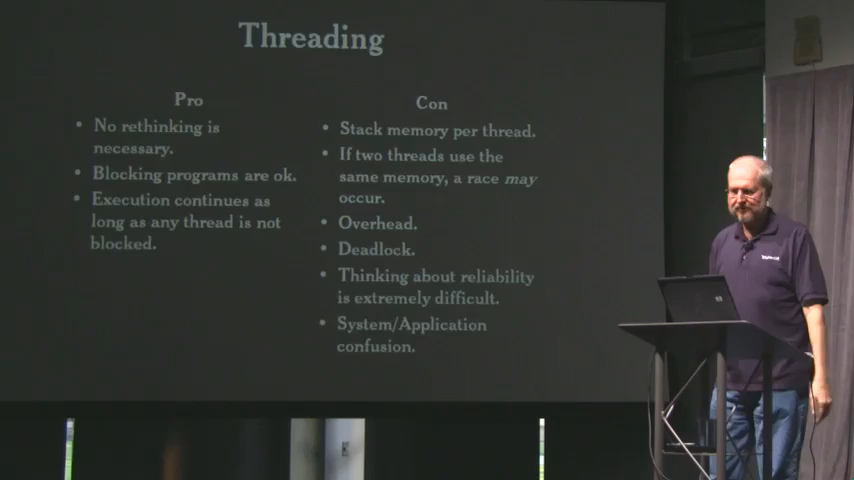 Threading
Pro
• No rethinking is
necessary.
• Blocking programs are ok.
• Execution continues as
long as any thread is not
blocked.
Con
• Stack memory per thread.
• If two threads use the
same memory, a race may
occur.
• Overhead.
• Deadlock.
• Thinking about reliability
is extremely difficult.
• System/Application
confusion.